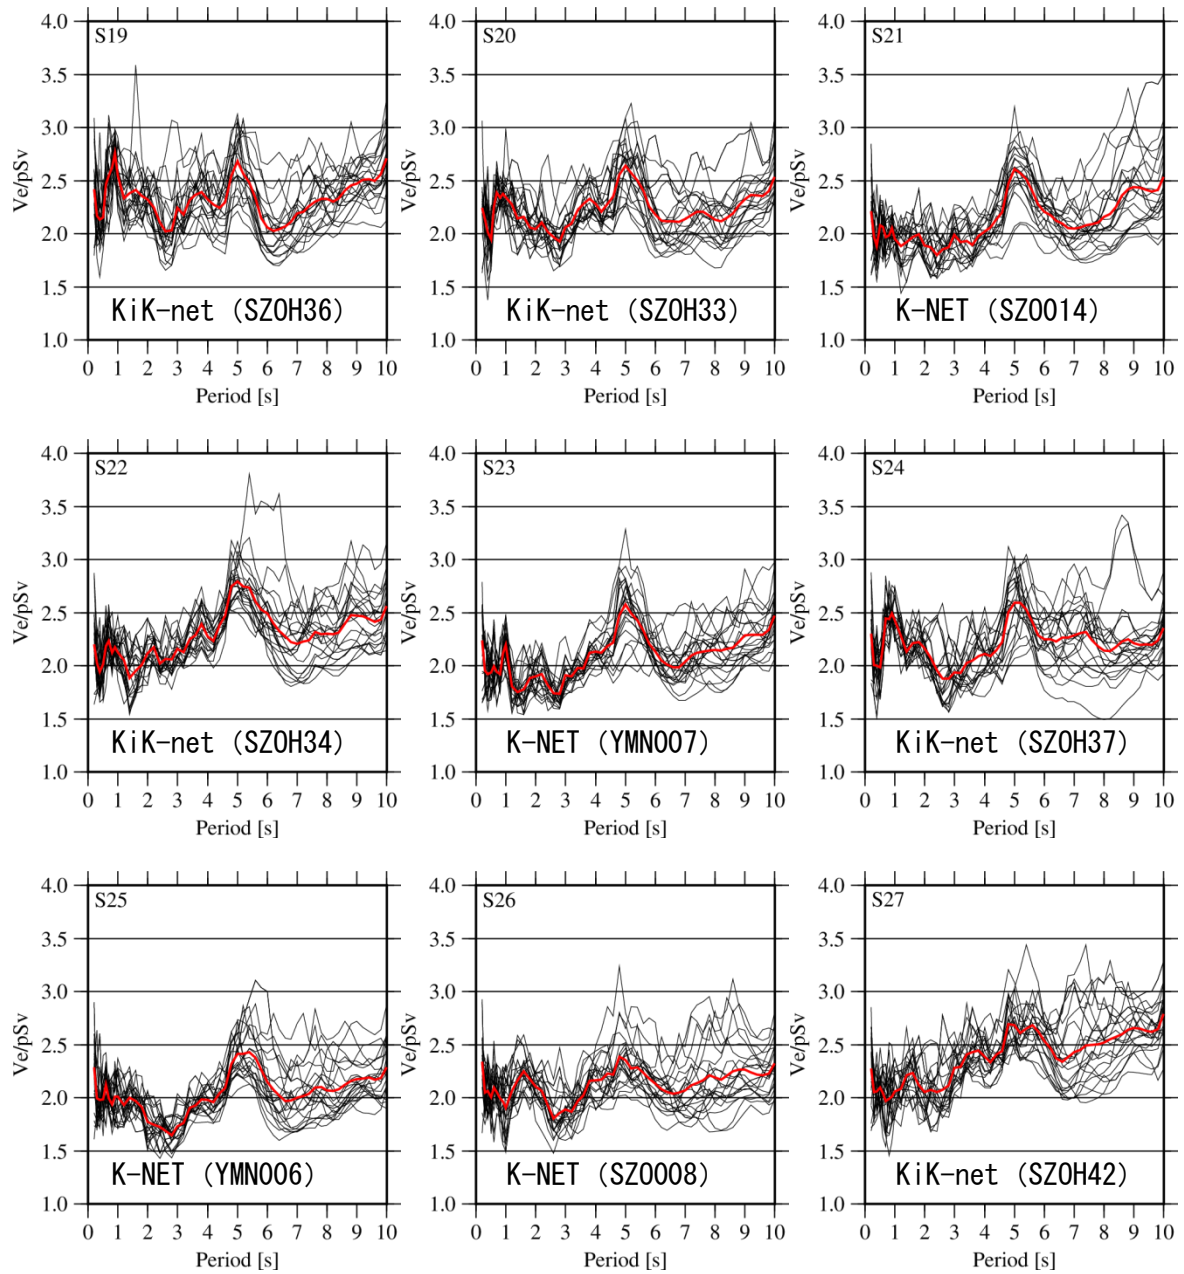 4.0 3.5 3.0 2.5 2.0 1.5 1.0
Ve/pSv
S19
KiK-net (SZOH36)
0 1 2 3 4 5 6 7 8 9 10
Period [s]
4.0 3.5 3.0 2.5 2.0 1.5 1.0
Ve/pSv
S20
KiK-net (SZOH33)
0 1 2 3 4 5 6 7 8 9 10
Period [s]
4.0 3.5 3.0 2.5 2.0 1.5 1.0
Ve/pSv
S21
K-NET (SZO014)
0 1 2 3 4 5 6 7 8 9 10
Period [s]
4.0 3.5 3.0 2.5 2.0 1.5 1.0
Ve/pSv
S22
KiK-net (SZOH34)
0 1 2 3 4 5 6 7 8 9 10
Period [s]
4.0 3.5 3.0 2.5 2.0 1.5 1.0
Ve/pSv
S23
K-NET (YMN007)
0 1 2 3 4 5 6 7 8 9 10
Period [s]
4.0 3.5 3.0 2.5 2.0 1.5 1.0
Ve/pSv
S24
KiK-net (SZOH37)
0 1 2 3 4 5 6 7 8 9 10
Period [s]
4.0 3.5 3.0 2.5 2.0 1.5 1.0
Ve/pSv
S25
K-NET (YMN006)
0 1 2 3 4 5 6 7 8 9 10
Period [s]
4.0 3.5 3.0 2.5 2.0 1.5 1.0
Ve/pSv
S26
K-NET (SZO008)
0 1 2 3 4 5 6 7 8 9 10
Period [s]
4.0 3.5 3.0 2.5 2.0 1.5 1.0
Ve/pSv
S27
KiK-net (SZOH42)
0 1 2 3 4 5 6 7 8 9 10
Period [s]